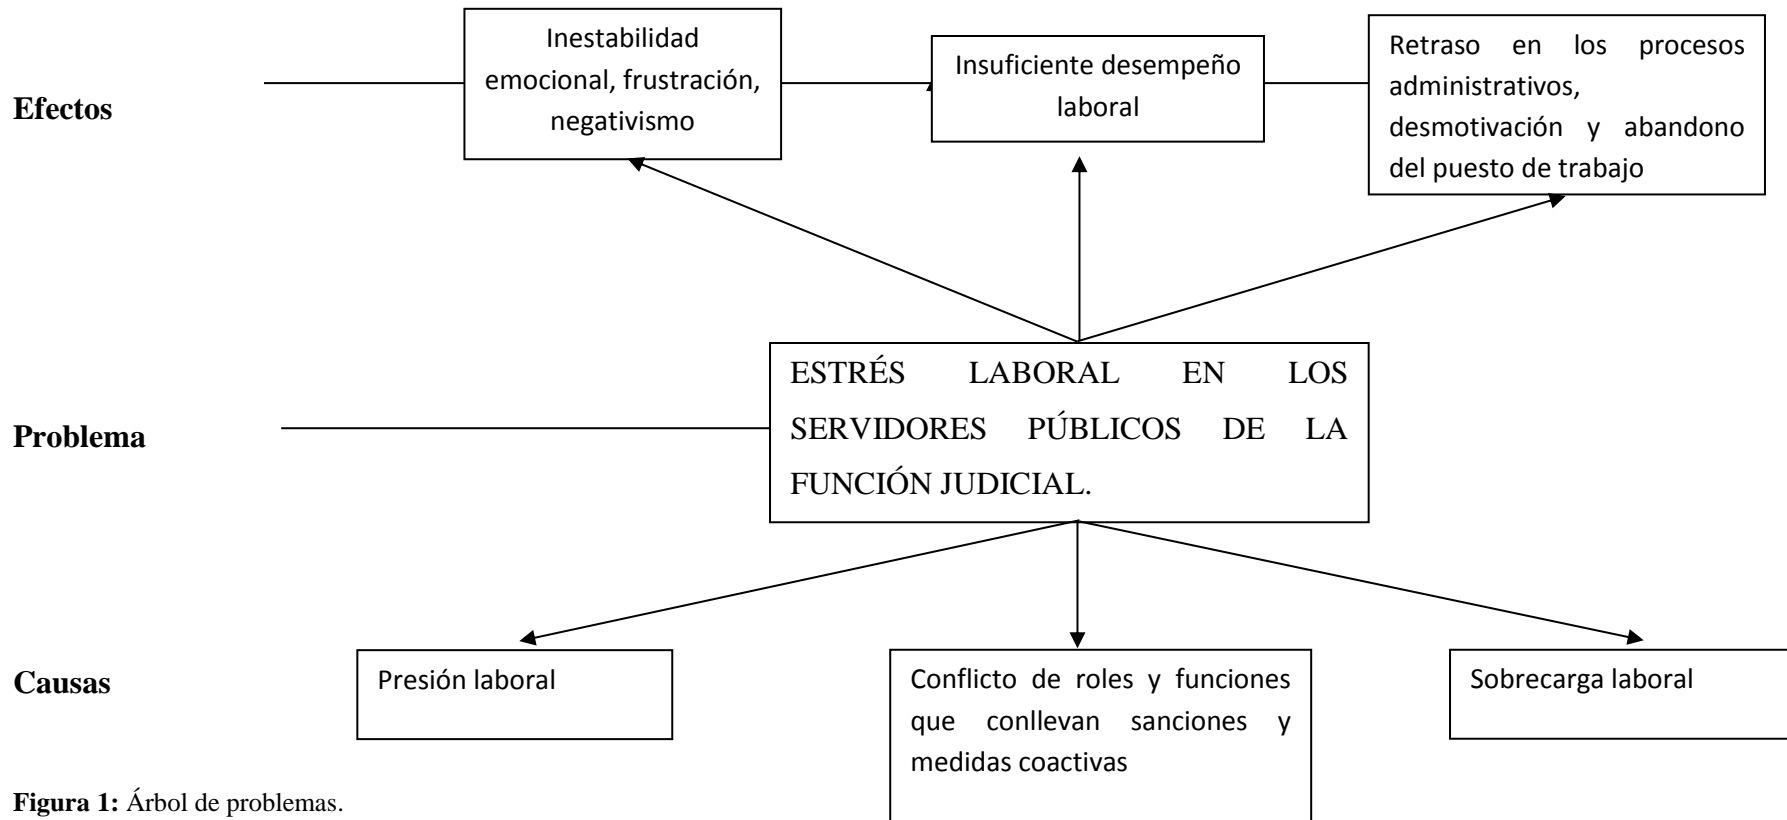 Efectos
Inestabilidad
emocional, frustración,
negativismo
Insuficiente desempeño
laboral
Retraso en los procesos
administrativos,
desmotivación y abandono
del puesto de trabajo
Problema
ESTRÉS LABORAL EN LOS
SERVIDORES PÚBLICOS DE LA
FUNCIÓN JUDICIAL.
Causas
Presión laboral
Conflicto de roles y funciones
que conllevan sanciones y
medidas coactivas
Sobrecarga laboral
Figura 1: Árbol de problemas.